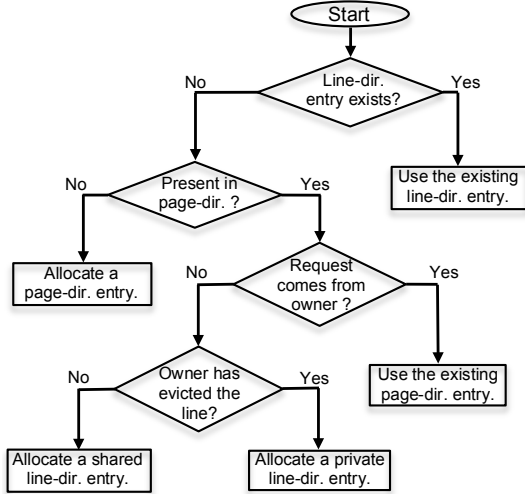 Start
Line-dir.
entry exists?
No
Yes
Present in
page-dir. ?
No
Yes
Use the existing
line-dir. entry.
Allocate a
page-dir. entry.
Request
comes from
owner ?
No
Yes
Owner has
evicted the
line?
No
Yes
Use the existing
page-dir. entry.
Allocate a shared
line-dir. entry.
Allocate a private
line-dir. entry.